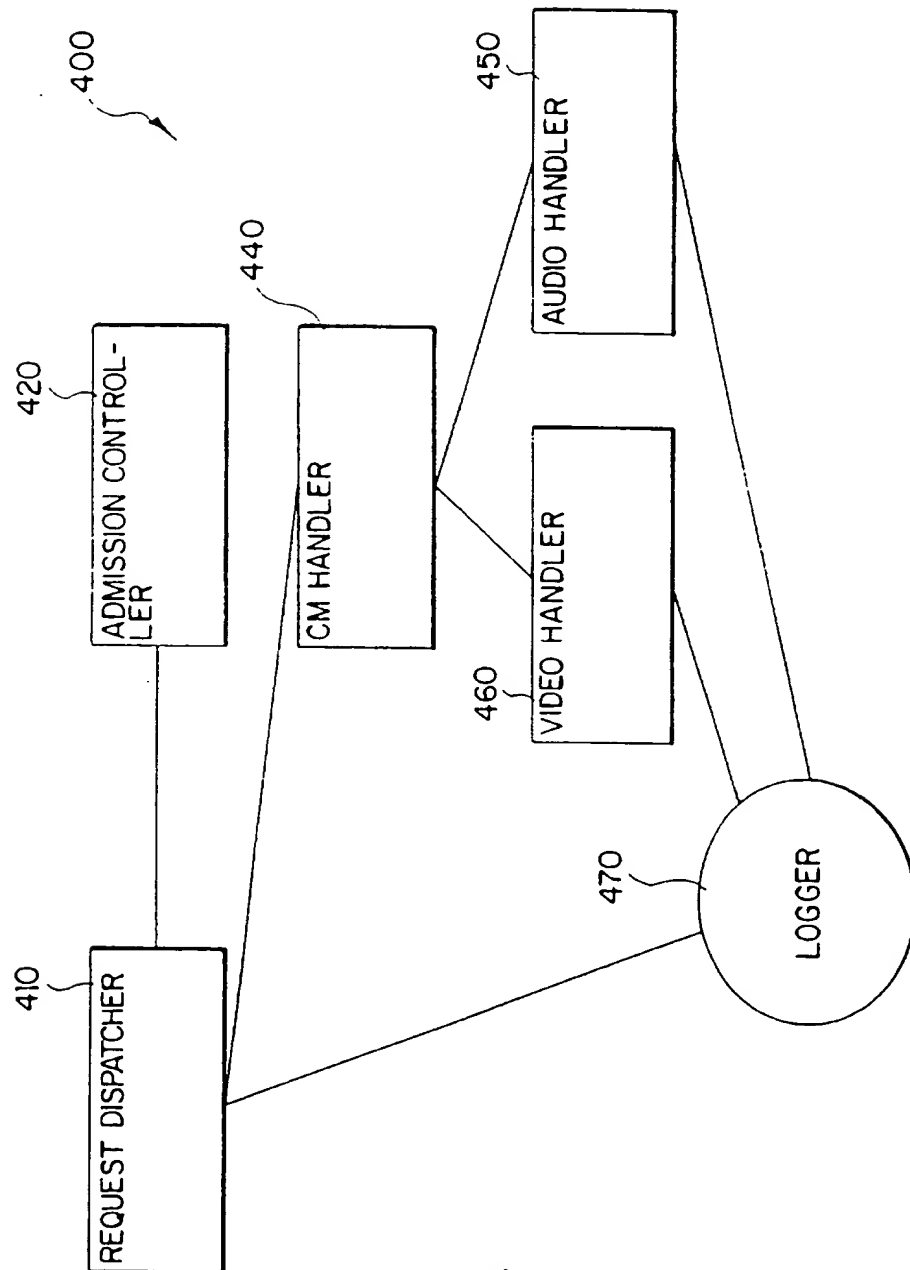 400
410
REQUEST DISPATCHER
420
ADMISSION CONTROL-
LER
440
CM HANDLER
460
VIDEO HANDLER
450
AUDIO HANDLER
470
LOGGER